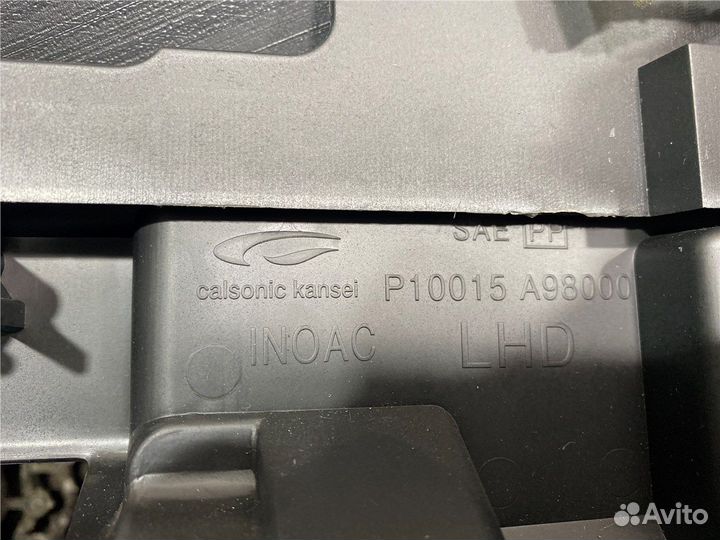 SAE PP
calsonic kansei P10015 A98000
INOAC LHD
Avito